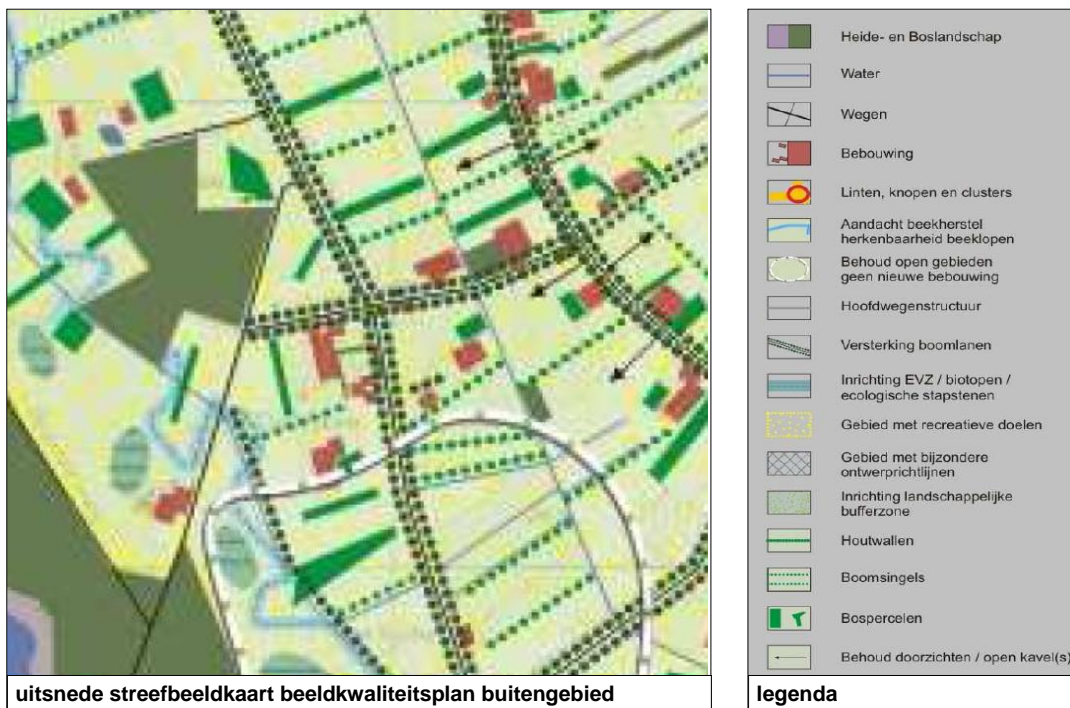 Heide- en Boslandschap
Water
Wegen
Bebouwing
Linten, knopen en clusters
Aandacht beekherstel
herkenbaarheid beeklopen
Behoud open gebieden
geen nieuwe bebouwing
Hoofdwegenstructuur
Versterking boomlanen
Inrichting EVZ / biotopen /
ecologische stapstenen
Gebied met recreatieve doelen
Gebied met bijzondere
ontwerprichtlijnen
Inrichting landschappelijke
bufferzone
Houtwallen
Boomsingels
Bospercelen
Behoud doorzichten / open kavel(s)
uitsnede streefbeeldkaart beeldkwaliteitsplan buitengebied
legenda